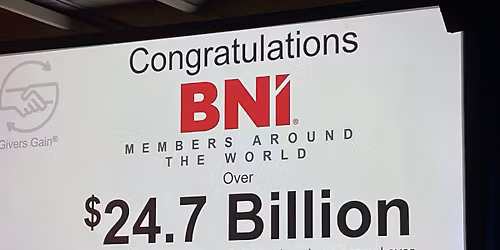 Congratulations
BNI®
Givers Gain®
MEMBERS AROUND
THE WORLD
Over
$24.7 Billion